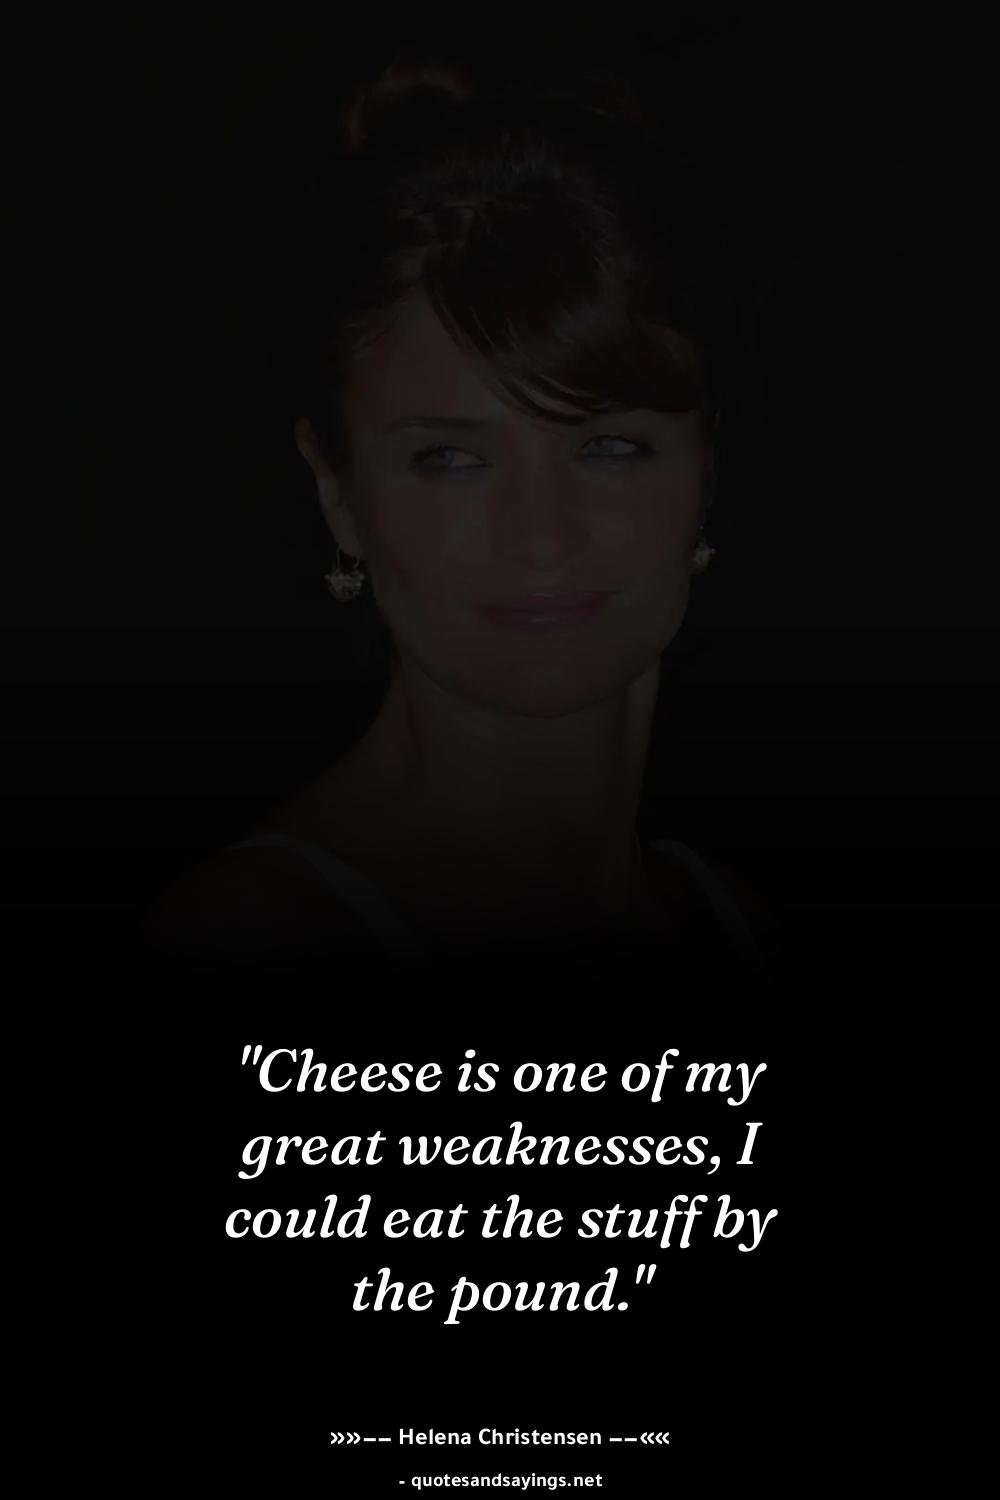 "Cheese is one of my
great weaknesses, I
could eat the stuff by
the pound."
»»–– Helena Christensen ––««
- quotesandsayings.net